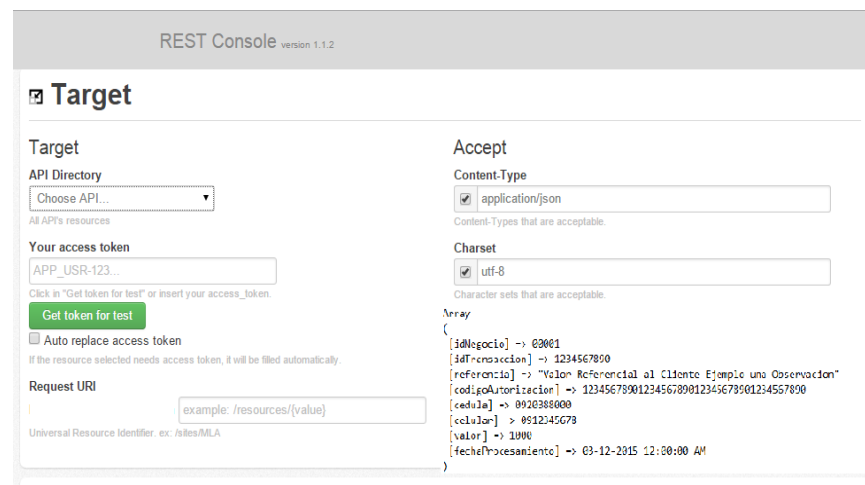 REST Console version 1.1.2
Target
Target
API Directory
Choose API...
All API's resources
Your access token
APP_USR-123...
Click in "Get token for test" or insert your access_token.
Get token for test
Auto replace access token
If the resource selected needs access token, it will be filled automatically.
Request URI
example: /resources/{value}
Universal Resource Identifier. ex: /sites/MLA
Accept
Content-Type
application/json
Content-Types that are acceptable.
Charset
utf-8
Character sets that are acceptable.
Array
(
[idNegocio] -> 00001
[idTransaccion] -> 1234567890
[referencia] -> "Valor Referencial al Cliente Ejemplo una Observacion"
[codigoAutorizacion] -> 1234567890123456789012345678901234567890
[cedula] -> 0920388000
[celular] > 0912345678
[valor] -> 1000
[fechaProcesamiento] -> 03-12-2015 12:00:00 AM
)